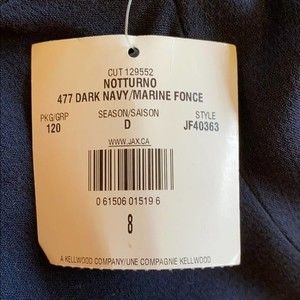 CUT 129552
NOTTURNO
477 DARK NAVY/MARINE FONCE
PKG/GRP SEASON/SAISON STYLE
120 D JF40363
WWW.JAX.CA
0 61506 01519 6
8
A KELLWOOD COMPANY/UNE COMPAGNIE KELLWOOD